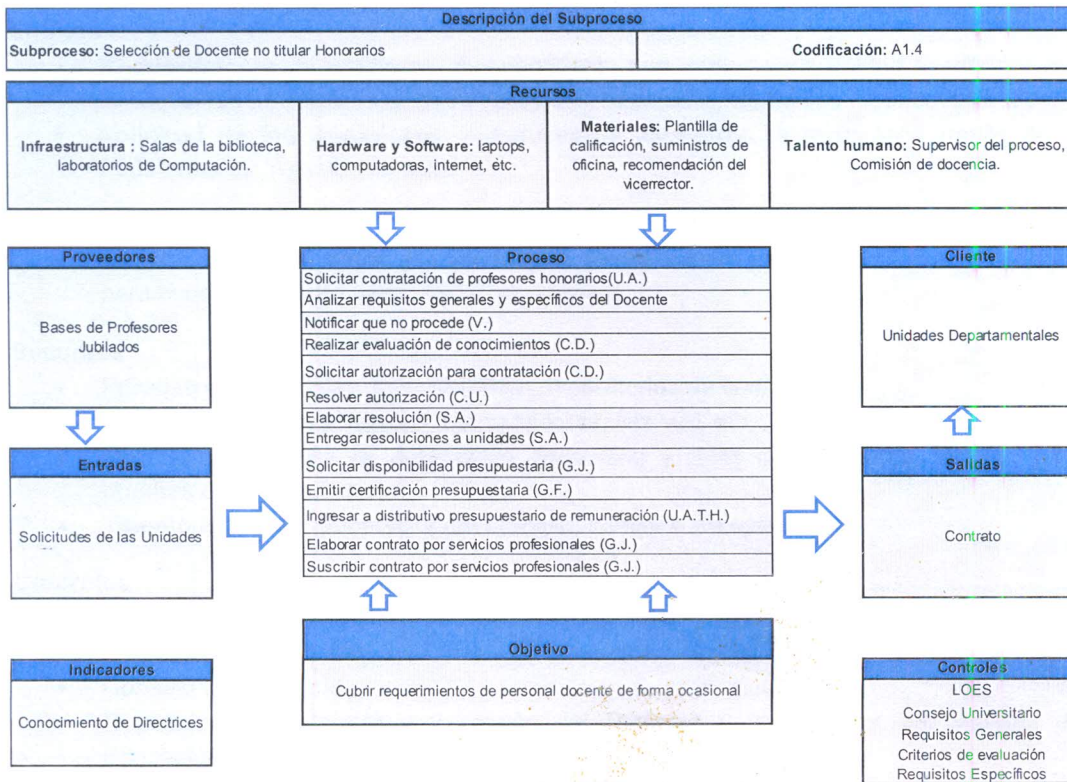 Descripción del Subproceso
Subproceso: Selección de Docente no titular Honorarios
Codificación: A1.4
Recursos
Infraestructura : Salas de la biblioteca,
laboratorios de Computación.
Hardware y Software: laptops,
computadoras, internet, etc.
Materiales: Plantilla de
calificación, suministros de
oficina, recomendación del
vicerrector.
Talento humano: Supervisor del proceso,
Comisión de docencia.
Proveedores
Bases de Profesores
Jubilados
Proceso
Solicitar contratación de profesores honorarios(U.A.)
Analizar requisitos generales y específicos del Docente
Notificar que no procede (V.)
Realizar evaluación de conocimientos (C.D.)
Solicitar autorización para contratación (C.D.)
Resolver autorización (C.U.)
Elaborar resolución (S.A.)
Entregar resoluciones a unidades (S.A.)
Solicitar disponibilidad presupuestaria (G.J.)
Emitir certificación presupuestaria (G.F.)
Ingresar a distributivo presupuestario de remuneración (U.A.T.H.)
Elaborar contrato por servicios profesionales (G.J.)
Suscribir contrato por servicios profesionales (G.J.)
Cliente
Unidades Departamentales
Entradas
Solicitudes de las Unidades
Salidas
Contrato
Indicadores
Conocimiento de Directrices
Objetivo
Cubrir requerimientos de personal docente de forma ocasional
Controles
LOES
Consejo Universitario
Requisitos Generales
Criterios de evaluación
Requisitos Específicos